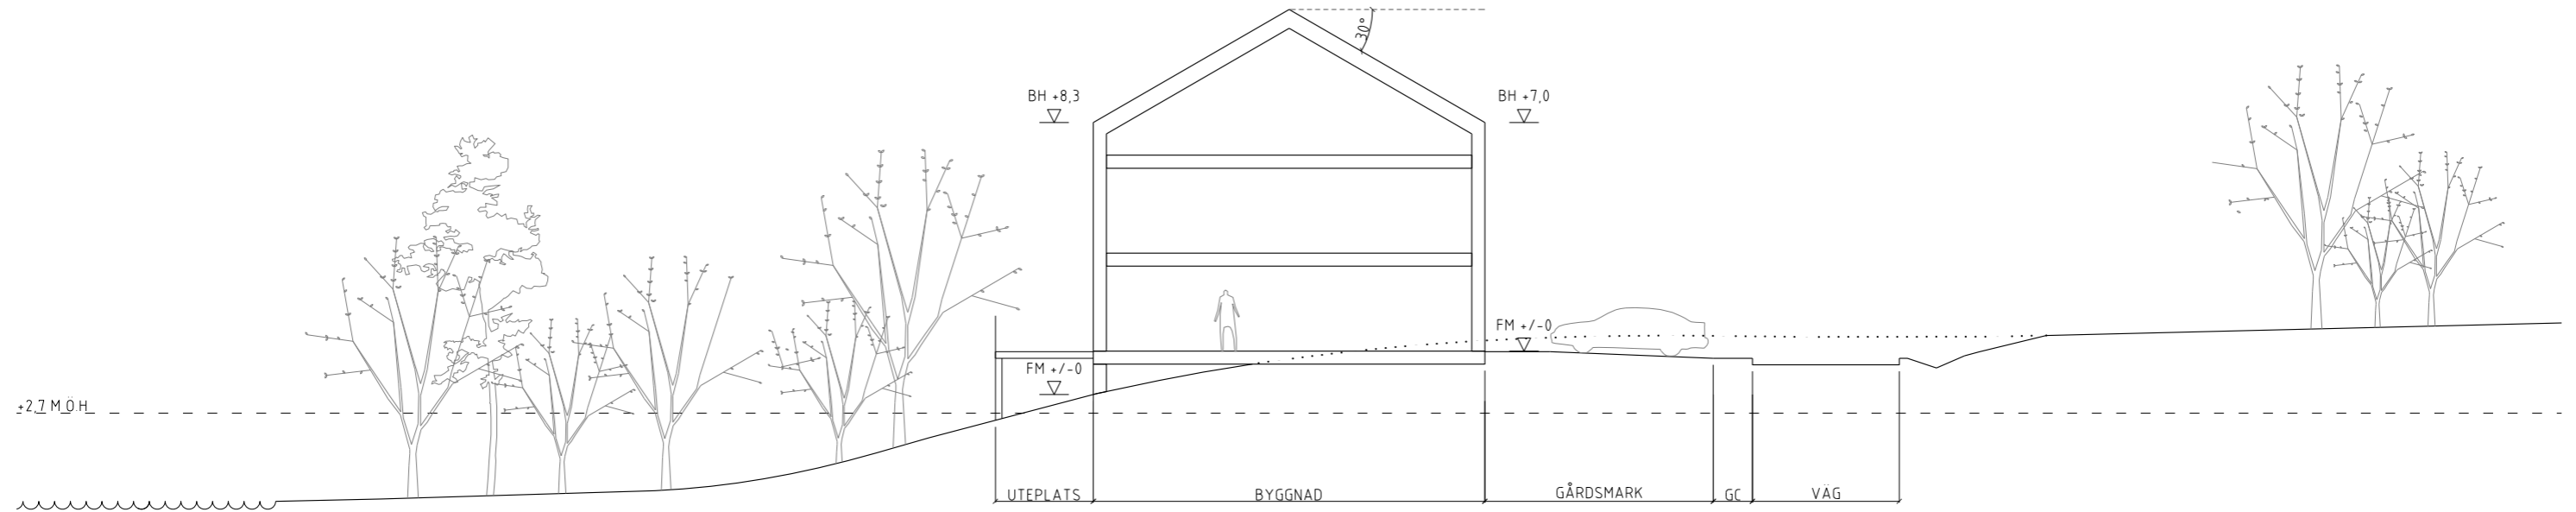 30°
BH +8,3
BH +7,0
FM +/-0
FM +/-0
+2,7 M Ö.H
UTEPLATS
BYGGNAD
GÅRDSMARK
GC
VÄG